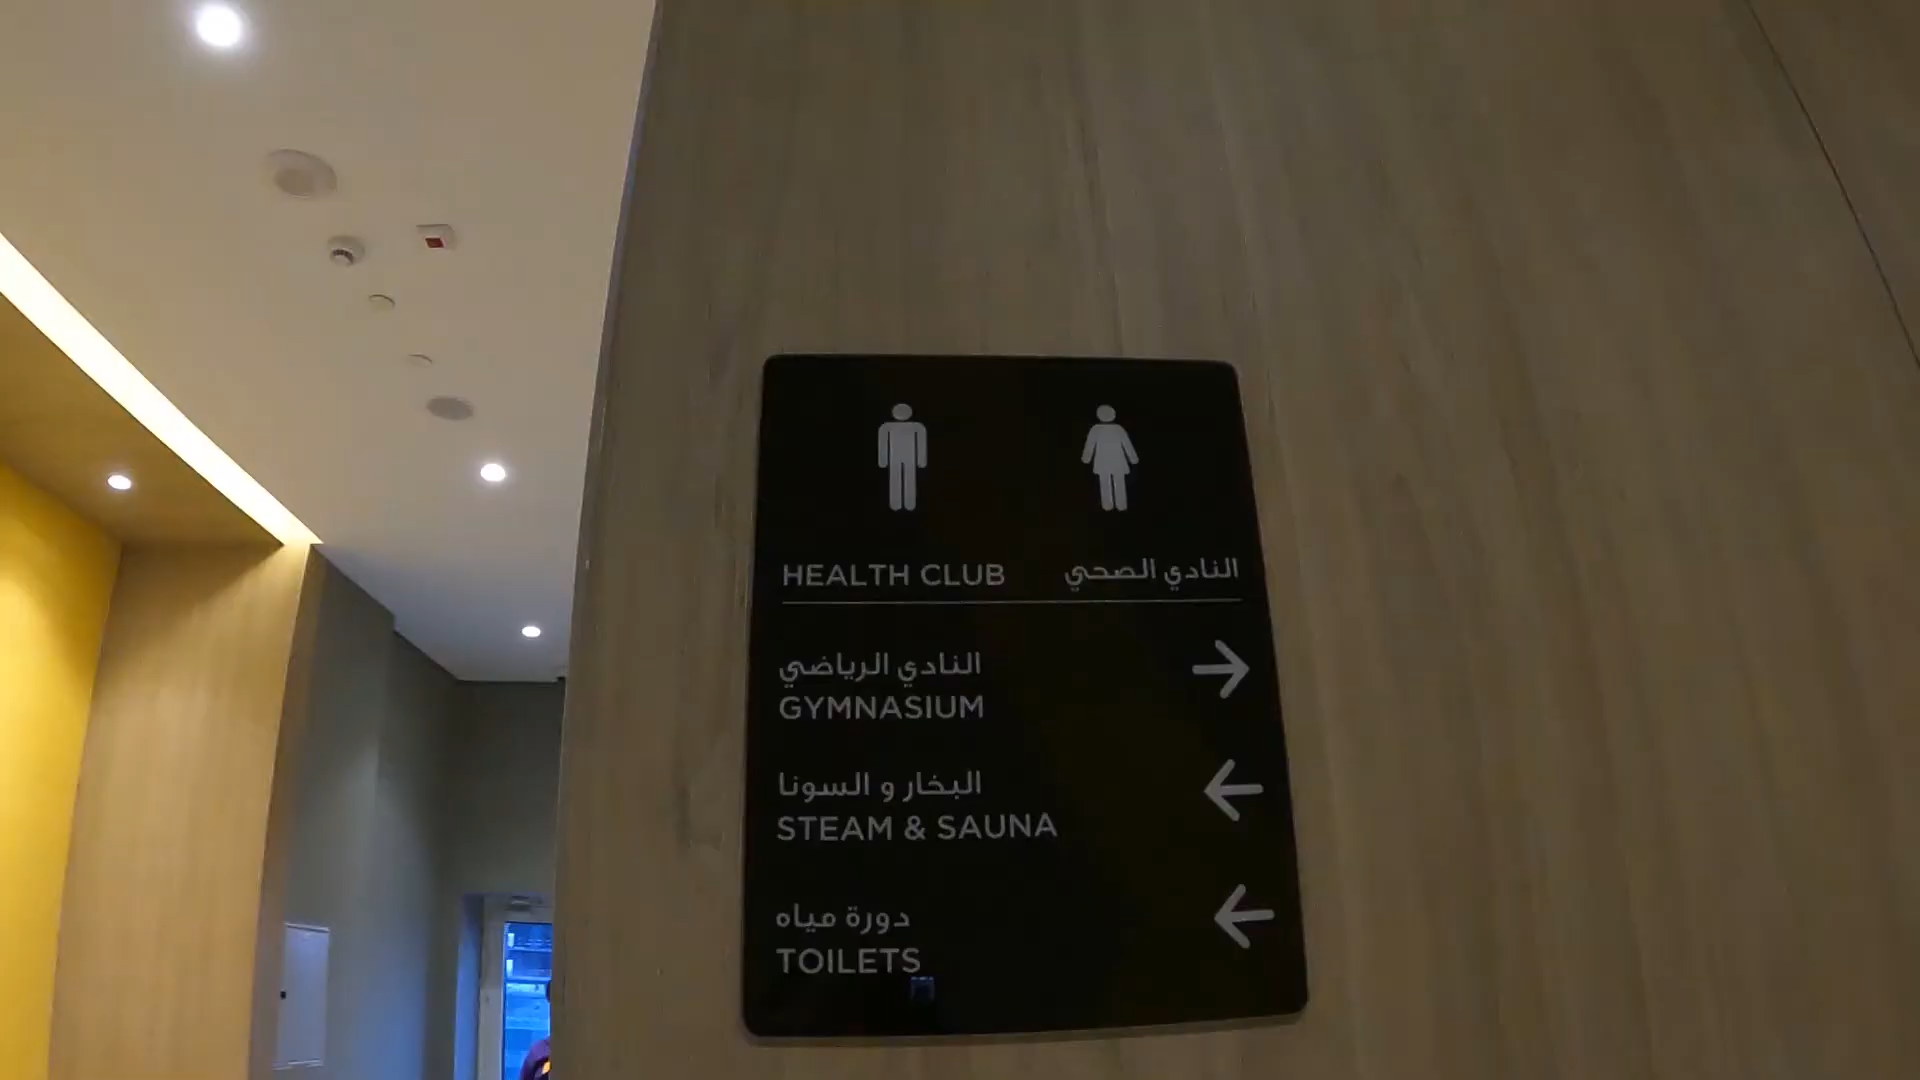 HEALTH CLUB النادي الصحي
النادي الرياضي
GYMNASIUM
البخار و السونا
STEAM & SAUNA
دورة مياه
TOILETS